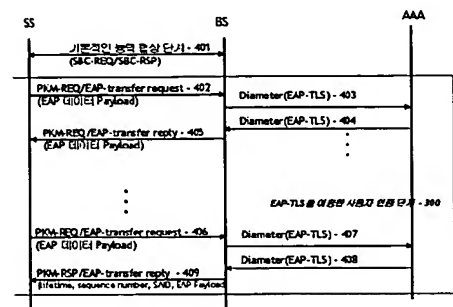 SS
BS
AAA
기본적인 능력 협상 단계 - 401
(SBC-REQ/SBC-RSP)
PKM-REQ/EAP-transfer request - 402
(EAP 데이터 Payload)
Diameter(EAP-TLS) - 403
Diameter(EAP-TLS) - 404
PKM-REQ/EAP-transfer reply - 405
(EAP 데이터 Payload)
EAP-TLS를 이용한 사용자 인증 단계 - 300
PKM-REQ/EAP-transfer request - 406
(EAP 데이터 Payload)
Diameter(EAP-TLS) - 407
Diameter(EAP-TLS) - 408
PKM-RSP/EAP-transfer reply - 409
(lifetime, sequence number, SAID, EAP Payload)